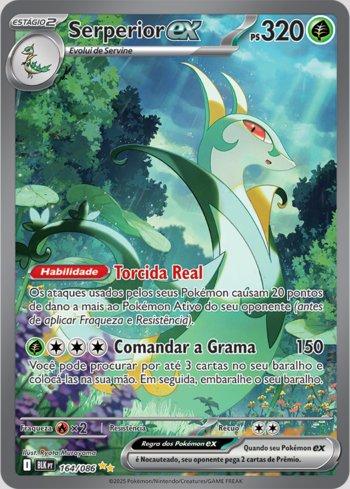 ESTÁGIO 2
Serperior ex
PS 320
Evolui de Servine
Habilidade Torcida Real
Os ataques usados pelos seus Pokémon causam 20 pontos
de dano a mais ao Pokémon Ativo do seu oponente (antes
de aplicar Fraqueza e Resistência).
Comandar a Grama 150
Você pode procurar por até 3 cartas no seu baralho e
colocá-las na sua mão. Em seguida, embaralhe o seu baralho.
Fraqueza x2 Resistência Recuo
Ilust. Ryota Murayama
Regra dos Pokémon ex Quando seu Pokémon ex
é Nocauteado, seu oponente pega 2 cartas de Prêmio.
I BLK PT 164/086
©2025 Pokémon/Nintendo/Creatures/GAME FREAK